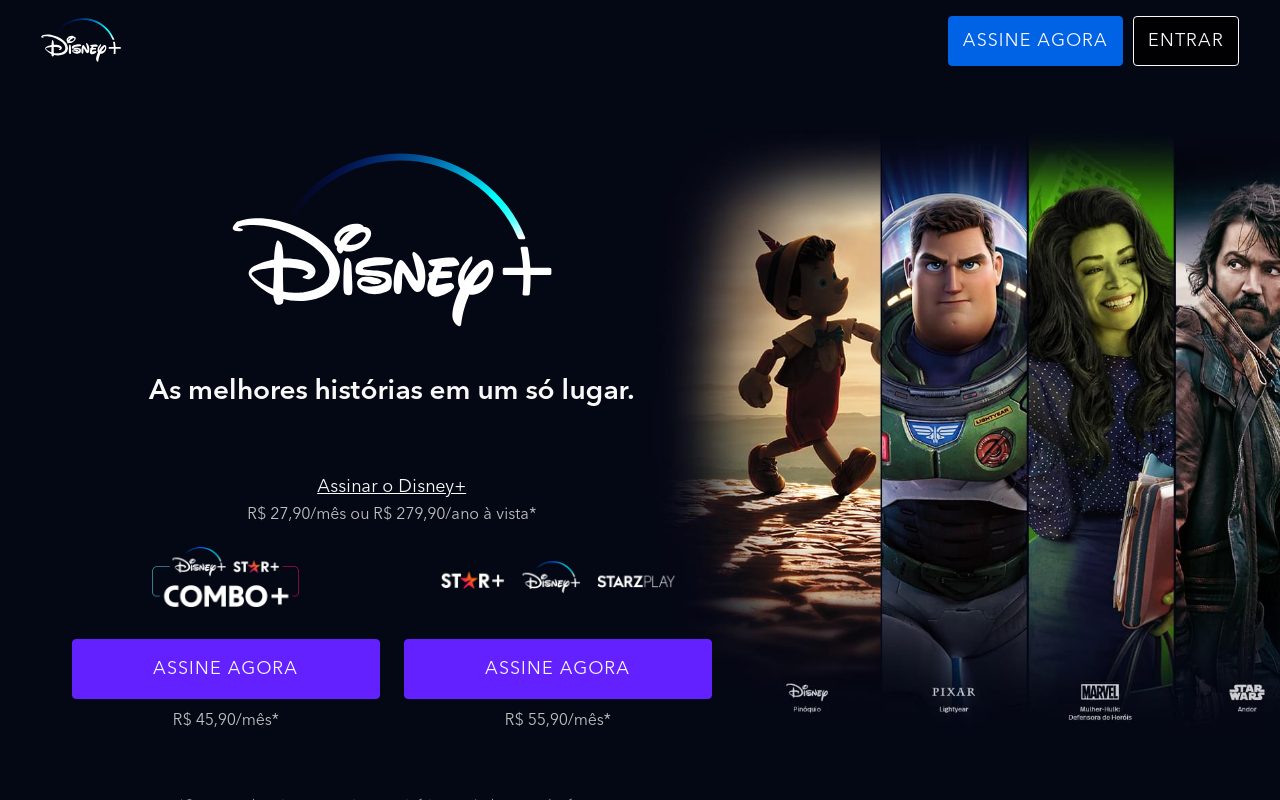 Disney+
ASSINE AGORA
ENTRAR
Disney+
As melhores histórias em um só lugar.
Assinar o Disney+
R$ 27,90/mês ou R$ 279,90/ano à vista*
Disney+ STAR+
COMBO+
STAR+ Disney+ STARZPLAY
ASSINE AGORA
ASSINE AGORA
R$ 45,90/mês*
R$ 55,90/mês*
LIGHTYEAR
Disney
Pinóquio
PIXAR
Lightyear
MARVEL
Mulher-Hulk:
Defensora de Heróis
STAR WARS
Andor